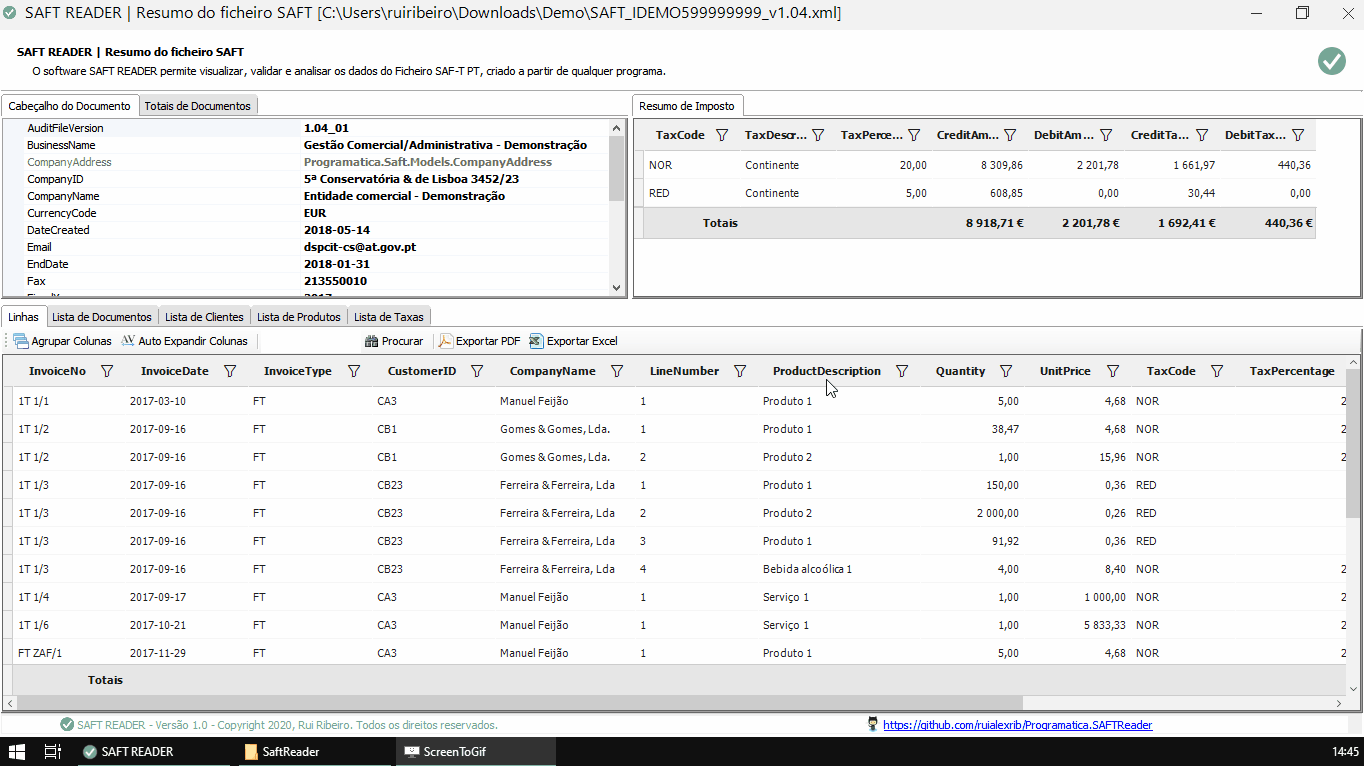 SAFT READER | Resumo do ficheiro SAFT [C:\Users\ruiribeiro\Downloads\Demo\SAFT_IDEMO599999999_v1.04.xml]
SAFT READER | Resumo do ficheiro SAFT
O software SAFT READER permite visualizar, validar e analisar os dados do Ficheiro SAF-T PT, criado a partir de qualquer programa.
Cabeçalho do Documento Totais de Documentos
AuditFileVersion 1.04_01
BusinessName Gestão Comercial/Administrativa - Demonstração
CompanyAddress Programatica.Saft.Models.CompanyAddress
CompanyID 5ª Conservatória & de Lisboa 3452/23
CompanyName Entidade comercial - Demonstração
CurrencyCode EUR
DateCreated 2018-05-14
Email dspcit-cs@at.gov.pt
EndDate 2018-01-31
Fax 213550010
Resumo de Imposto
TaxCode TaxDescr... TaxPerce... CreditAm... DebitAm... CreditTa... DebitTax...
NOR Continente 20,00 8 309,86 2 201,78 1 661,97 440,36
RED Continente 5,00 608,85 0,00 30,44 0,00
Totais 8 918,71 € 2 201,78 € 1 692,41 € 440,36 €
Linhas Lista de Documentos Lista de Clientes Lista de Produtos Lista de Taxas
Agrupar Colunas AV Auto Expandir Colunas Procurar Exportar PDF Exportar Excel
InvoiceNo InvoiceDate InvoiceType CustomerID CompanyName LineNumber ProductDescription Quantity UnitPrice TaxCode TaxPercentage
1T 1/1 2017-03-10 FT CA3 Manuel Feijão 1 Produto 1 5,00 4,68 NOR 2
1T 1/2 2017-09-16 FT CB1 Gomes & Gomes, Lda. 1 Produto 1 38,47 4,68 NOR 2
1T 1/2 2017-09-16 FT CB1 Gomes & Gomes, Lda. 2 Produto 2 1,00 15,96 NOR 2
1T 1/3 2017-09-16 FT CB23 Ferreira & Ferreira, Lda 1 Produto 1 150,00 0,36 RED
1T 1/3 2017-09-16 FT CB23 Ferreira & Ferreira, Lda 2 Produto 2 2 000,00 0,26 RED
1T 1/3 2017-09-16 FT CB23 Ferreira & Ferreira, Lda 3 Produto 1 91,92 0,36 RED
1T 1/3 2017-09-16 FT CB23 Ferreira & Ferreira, Lda 4 Bebida alcoólica 1 4,00 8,40 NOR 2
1T 1/4 2017-09-17 FT CA3 Manuel Feijão 1 Serviço 1 1,00 1 000,00 NOR 2
1T 1/6 2017-10-21 FT CA3 Manuel Feijão 1 Serviço 1 1,00 5 833,33 NOR 2
FT ZAF/1 2017-11-29 FT CA3 Manuel Feijão 1 Produto 1 5,00 4,68 NOR 2
Totais
SAFT READER - Versão 1.0 - Copyright 2020, Rui Ribeiro. Todos os direitos reservados.
https://github.com/ruialexrib/Programatica.SAFTReader
SAFT READER SaftReader ScreenToGif 14:45